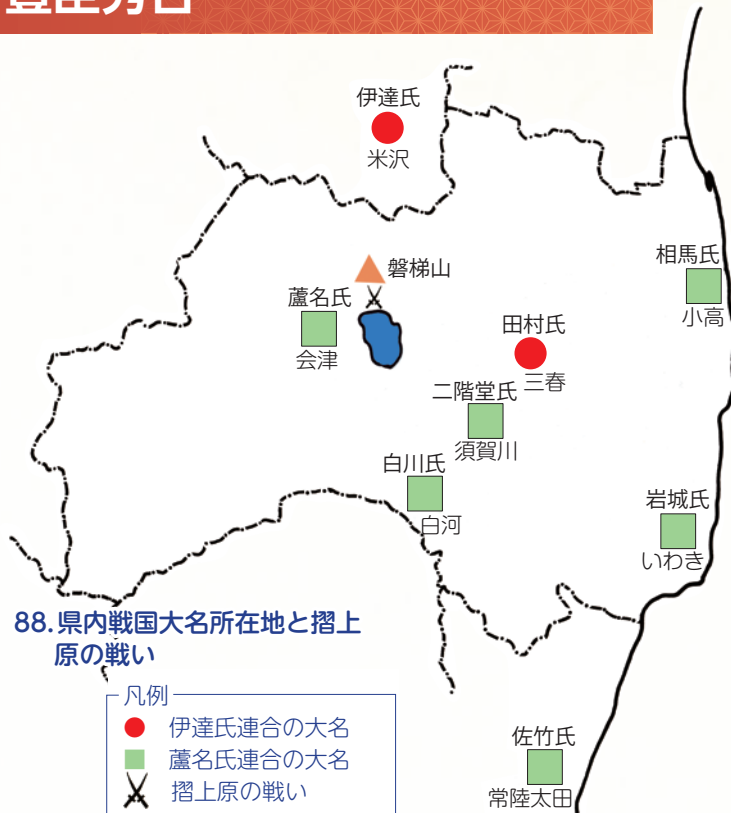 伊達氏
米沢
磐梯山
相馬氏
小高
蘆名氏
会津
田村氏
三春
二階堂氏
須賀川
白川氏
白河
岩城氏
いわき
88.県内戦国大名所在地と摺上
原の戦い
凡例
伊達氏連合の大名
蘆名氏連合の大名
摺上原の戦い
佐竹氏
常陸太田